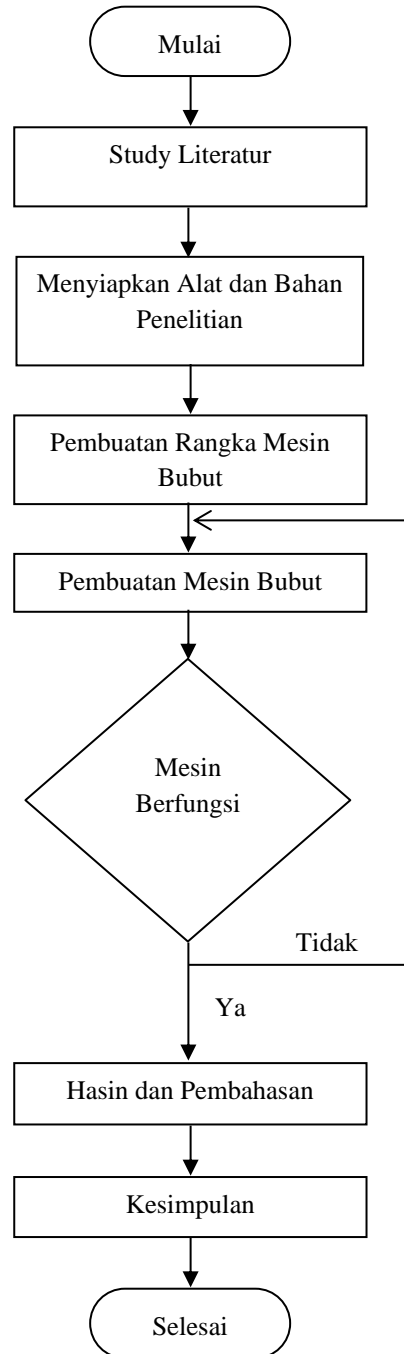 Mulai
Study Literatur
Menyiapkan Alat dan Bahan
Penelitian
Pembuatan Rangka Mesin
Bubut
Pembuatan Mesin Bubut
Mesin
Berfungsi
Tidak
Ya
Hasin dan Pembahasan
Kesimpulan
Selesai